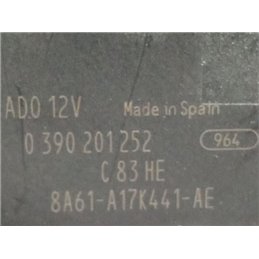 ADO 12V Made in Spain
0 390 201 252 964
C 83 HE
8A61-A17K441-AE